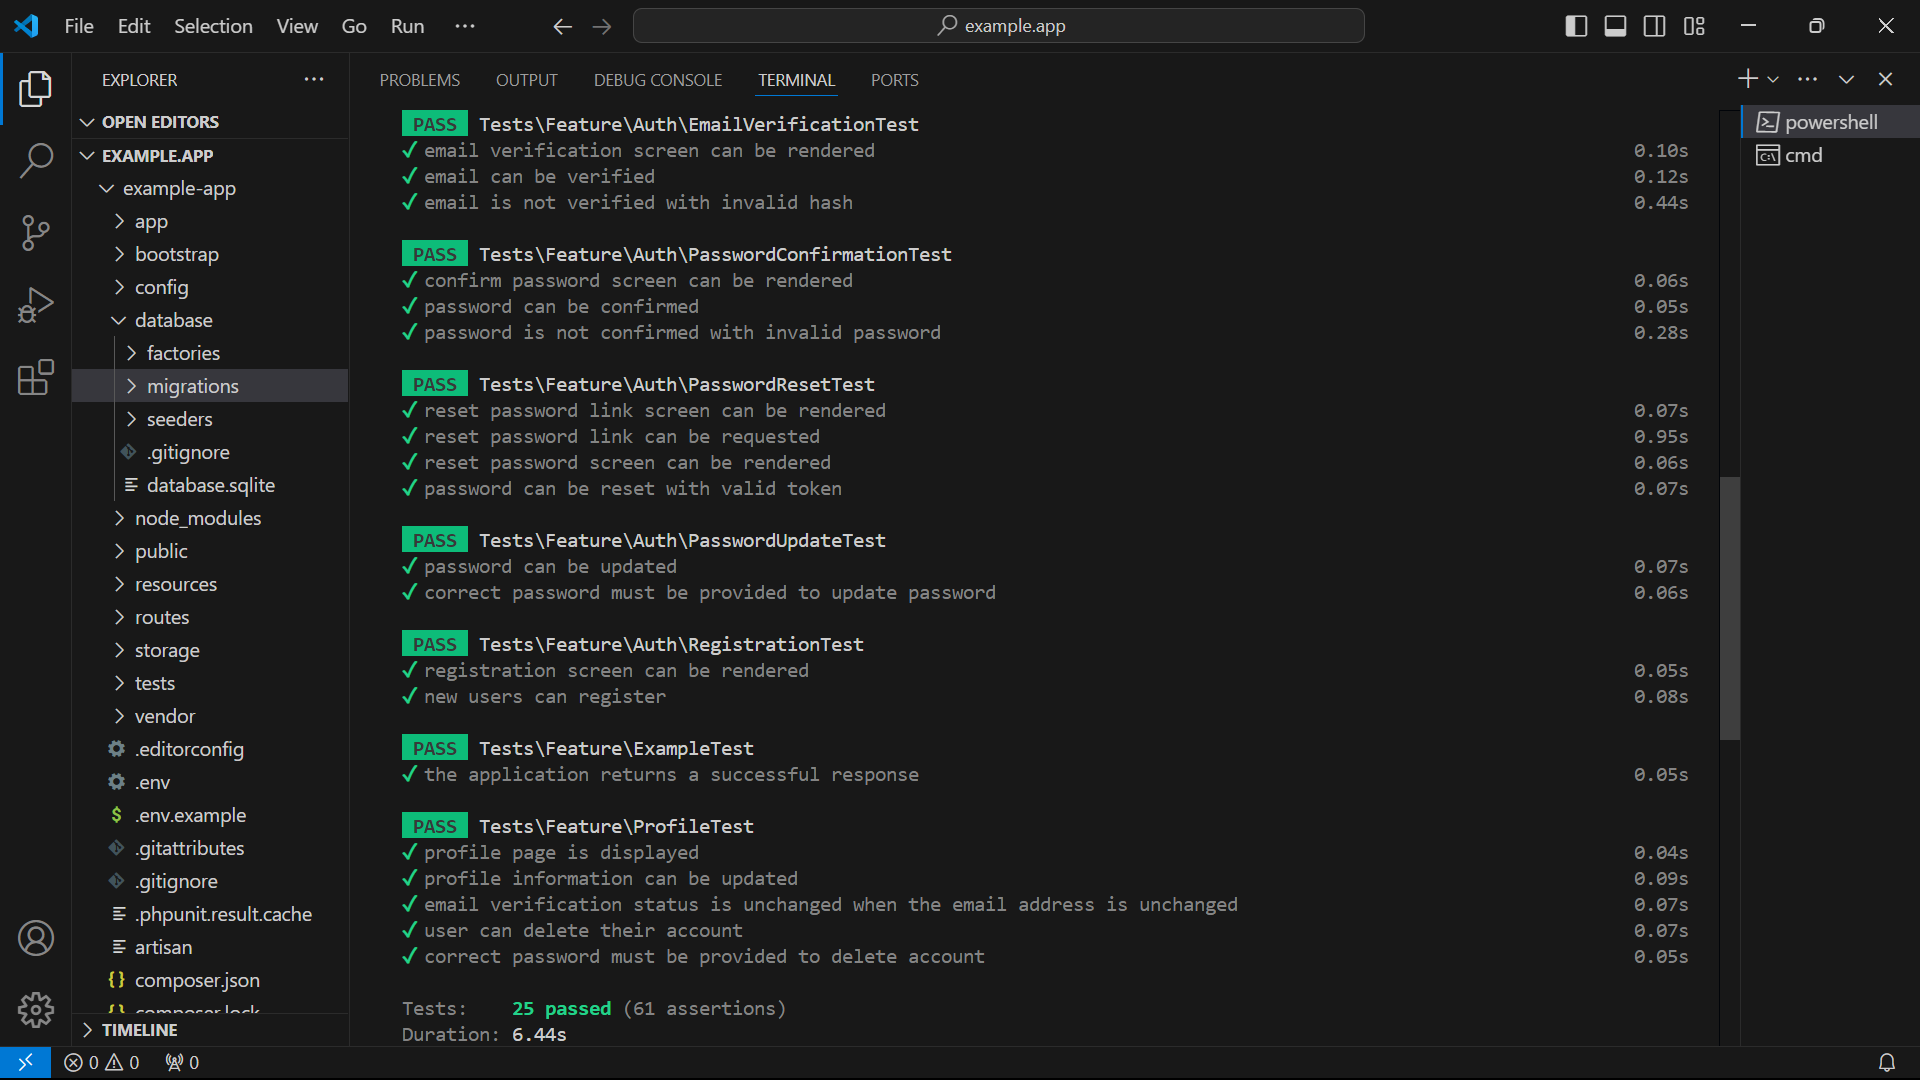 File Edit Selection View Go Run ···
example.app
EXPLORER
OPEN EDITORS
EXAMPLE.APP
example-app
app
bootstrap
config
database
factories
migrations
seeders
.gitignore
database.sqlite
node_modules
public
resources
routes
storage
tests
vendor
.editorconfig
.env
$ .env.example
.gitattributes
.gitignore
.phpunit.result.cache
artisan
{} composer.json
{} composer.lock
TIMELINE
PROBLEMS OUTPUT DEBUG CONSOLE TERMINAL PORTS
PASS Tests\Feature\Auth\EmailVerificationTest
✓ email verification screen can be rendered 0.10s
✓ email can be verified 0.12s
✓ email is not verified with invalid hash 0.44s
PASS Tests\Feature\Auth\PasswordConfirmationTest
✓ confirm password screen can be rendered 0.06s
✓ password can be confirmed 0.05s
✓ password is not confirmed with invalid password 0.28s
PASS Tests\Feature\Auth\PasswordResetTest
✓ reset password link screen can be rendered 0.07s
✓ reset password link can be requested 0.95s
✓ reset password screen can be rendered 0.06s
✓ password can be reset with valid token 0.07s
PASS Tests\Feature\Auth\PasswordUpdateTest
✓ password can be updated 0.07s
✓ correct password must be provided to update password 0.06s
PASS Tests\Feature\Auth\RegistrationTest
✓ registration screen can be rendered 0.05s
✓ new users can register 0.08s
PASS Tests\Feature\ExampleTest
✓ the application returns a successful response 0.05s
PASS Tests\Feature\ProfileTest
✓ profile page is displayed 0.04s
✓ profile information can be updated 0.09s
✓ email verification status is unchanged when the email address is unchanged 0.07s
✓ user can delete their account 0.07s
✓ correct password must be provided to delete account 0.05s
Tests: 25 passed (61 assertions)
Duration: 6.44s
powershell
cmd
0 0 0